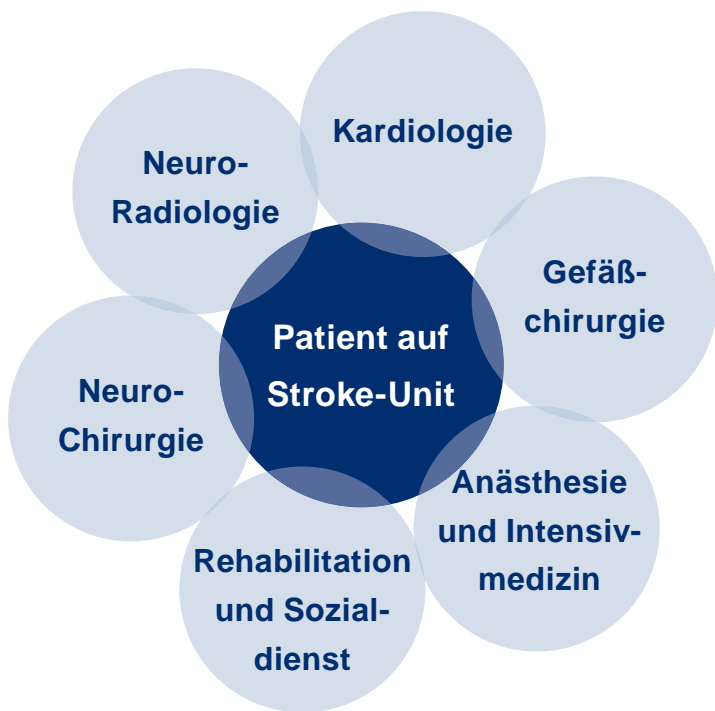 Kardiologie
Neuro-
Radiologie
Gefäß-
chirurgie
Patient auf
Stroke-Unit
Neuro-
Chirurgie
Anästhesie
und Intensiv-
medizin
Rehabilitation
und Sozial-
dienst